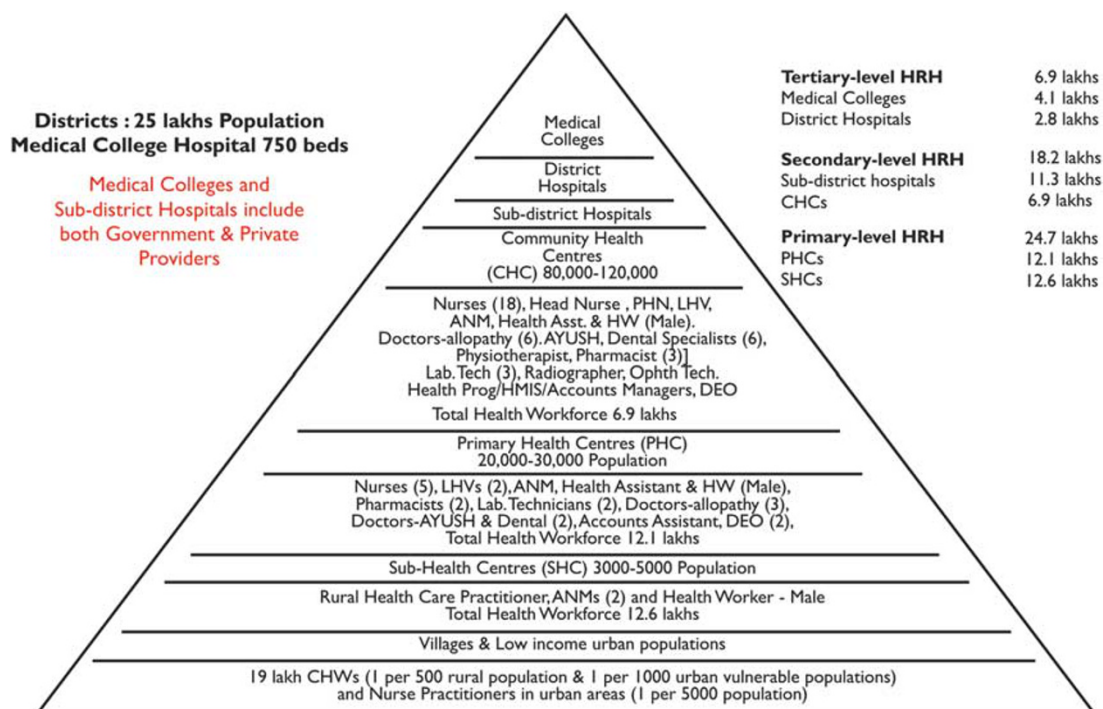 Districts : 25 lakhs Population
Medical College Hospital 750 beds
Medical Colleges and
Sub-district Hospitals include
both Government & Private
Providers
Medical
Colleges
District
Hospitals
Sub-district Hospitals
Community Health
Centres
(CHC) 80,000-120,000
Nurses (18), Head Nurse , PHN, LHV,
ANM, Health Asst. & HW (Male).
Doctors-allopathy (6). AYUSH, Dental Specialists (6),
Physiotherapist, Pharmacist (3)]
Lab. Tech (3), Radiographer, Ophth Tech.
Health Prog/HMIS/Accounts Managers, DEO
Total Health Workforce 6.9 lakhs
Primary Health Centres (PHC)
20,000-30,000 Population
Nurses (5), LHVs (2), ANM, Health Assistant & HW (Male),
Pharmacists (2), Lab. Technicians (2), Doctors-allopathy (3),
Doctors-AYUSH & Dental (2), Accounts Assistant, DEO (2),
Total Health Workforce 12.1 lakhs
Sub-Health Centres (SHC) 3000-5000 Population
Rural Health Care Practitioner, ANMs (2) and Health Worker - Male
Total Health Workforce 12.6 lakhs
Villages & Low income urban populations
19 lakh CHWs (1 per 500 rural population & 1 per 1000 urban vulnerable populations)
and Nurse Practitioners in urban areas (1 per 5000 population)
Tertiary-level HRH 6.9 lakhs
Medical Colleges 4.1 lakhs
District Hospitals 2.8 lakhs
Secondary-level HRH 18.2 lakhs
Sub-district hospitals 11.3 lakhs
CHCs 6.9 lakhs
Primary-level HRH 24.7 lakhs
PHCs 12.1 lakhs
SHCs 12.6 lakhs